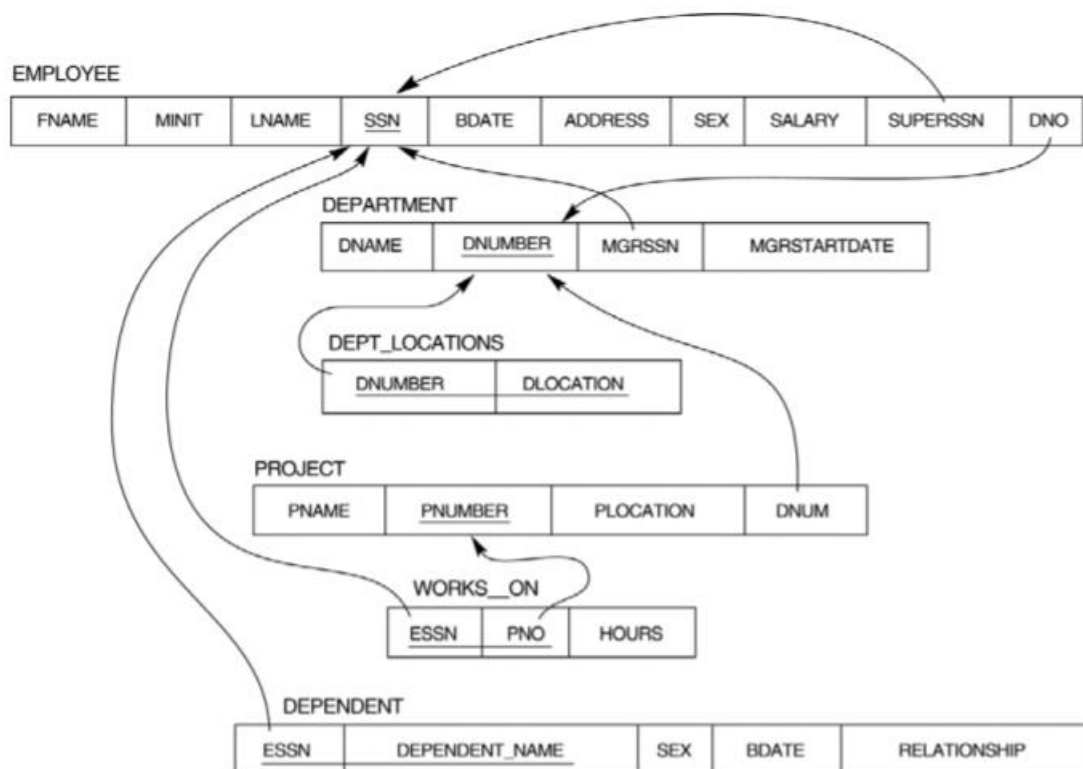 EMPLOYEE
FNAME MINIT LNAME SSN BDATE ADDRESS SEX SALARY SUPERSSN DNO
DEPARTMENT
DNAME DNUMBER MGRSSN MGRSTARTDATE
DEPT_LOCATIONS
DNUMBER DLOCATION
PROJECT
PNAME PNUMBER PLOCATION DNUM
WORKS__ON
ESSN PNO HOURS
DEPENDENT
ESSN DEPENDENT_NAME SEX BDATE RELATIONSHIP